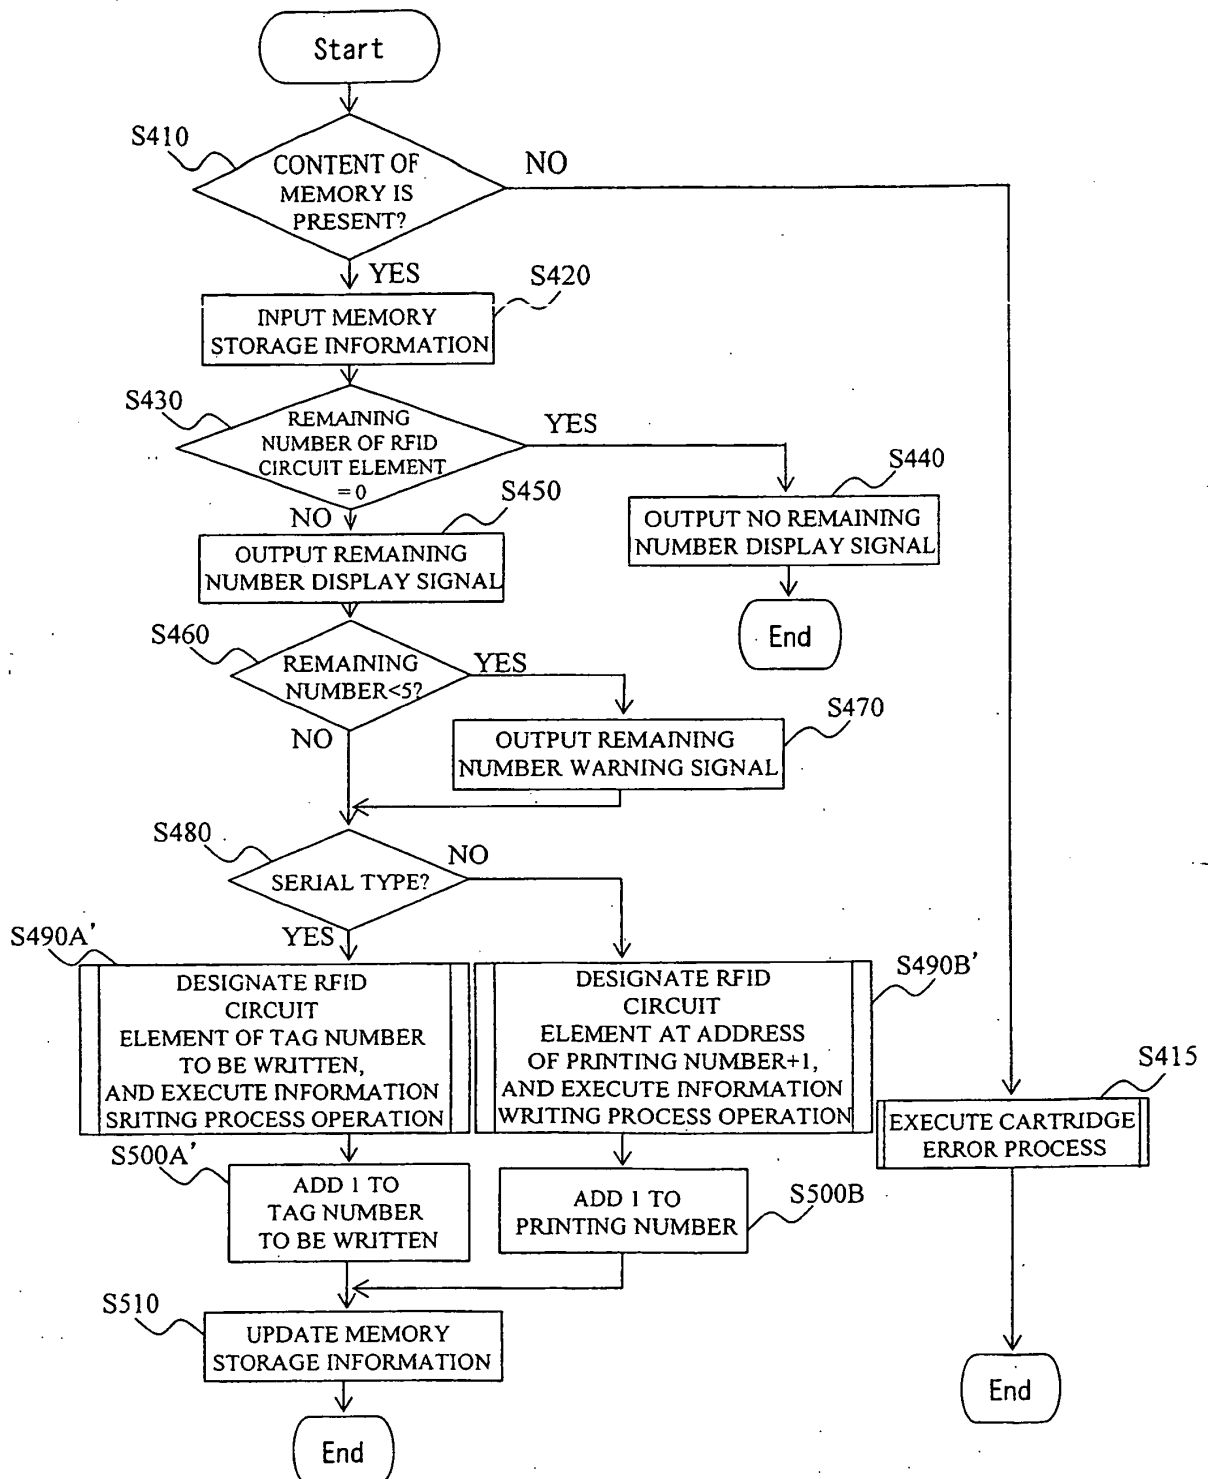 Start
S410
CONTENT OF
MEMORY IS
PRESENT?
NO
YES
S420
INPUT MEMORY
STORAGE INFORMATION
S430
REMAINING
NUMBER OF RFID
CIRCUIT ELEMENT
=0
YES
NO
S440
OUTPUT NO REMAINING
NUMBER DISPLAY SIGNAL
End
S450
OUTPUT REMAINING
NUMBER DISPLAY SIGNAL
S460
REMAINING
NUMBER<5?
YES
NO
S470
OUTPUT REMAINING
NUMBER WARNING SIGNAL
S480
SERIAL TYPE?
NO
YES
S490A'
DESIGNATE RFID
CIRCUIT
ELEMENT OF TAG NUMBER
TO BE WRITTEN,
AND EXECUTE INFORMATION
SRITING PROCESS OPERATION
S490B'
DESIGNATE RFID
CIRCUIT
ELEMENT AT ADDRESS
OF PRINTING NUMBER+1,
AND EXECUTE INFORMATION
WRITING PROCESS OPERATION
S415
EXECUTE CARTRIDGE
ERROR PROCESS
S500A'
ADD 1 TO
TAG NUMBER
TO BE WRITTEN
S500B
ADD 1 TO
PRINTING NUMBER
S510
UPDATE MEMORY
STORAGE INFORMATION
End
End